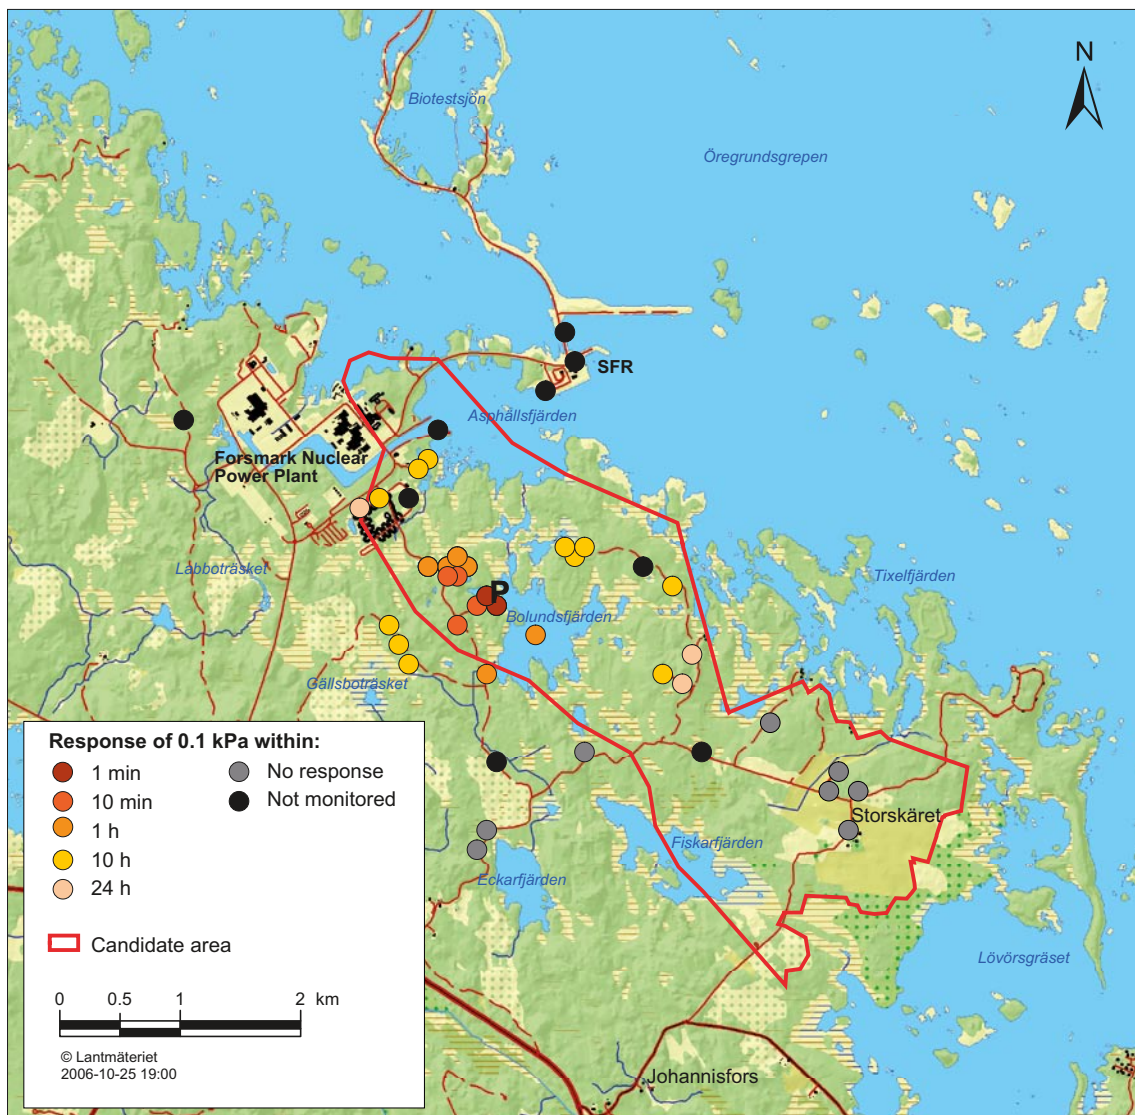 Biotestsjön
N
Öregrundsgrepen
SFR
Asphällsfjärden
Forsmark Nuclear
Power Plant
Labboträsket
Tixelfjärden
P
Bolundsfjärden
Gällsboträsket
Storskäret
Fiskarfjärden
Eckarfjärden
Lövörsgräset
Johannisfors
Response of 0.1 kPa within:
1 min
10 min
1 h
10 h
24 h
No response
Not monitored
Candidate area
0 0.5 1 2 km
© Lantmäteriet
2006-10-25 19:00